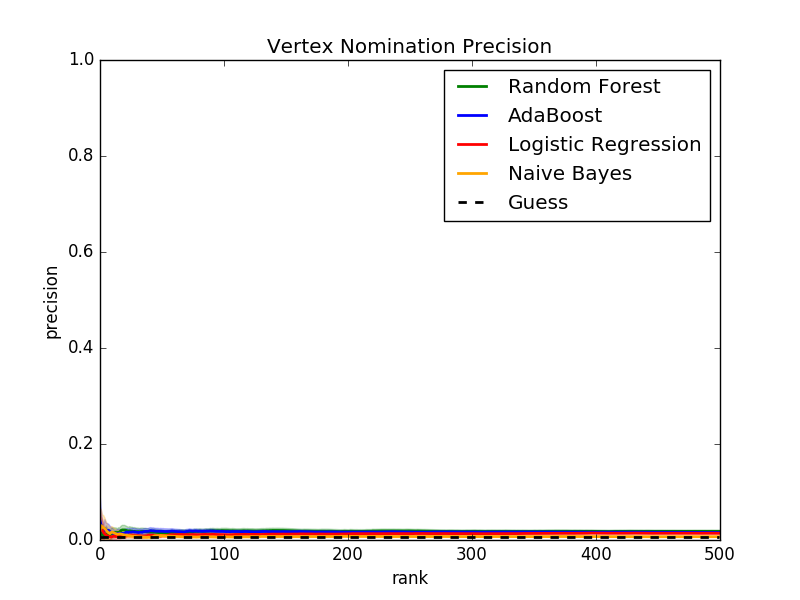 Vertex Nomination Precision
1.0
0.8
0.6
0.4
0.2
0.0
precision
Random Forest
AdaBoost
Logistic Regression
Naive Bayes
Guess
0 100 200 300 400 500
rank